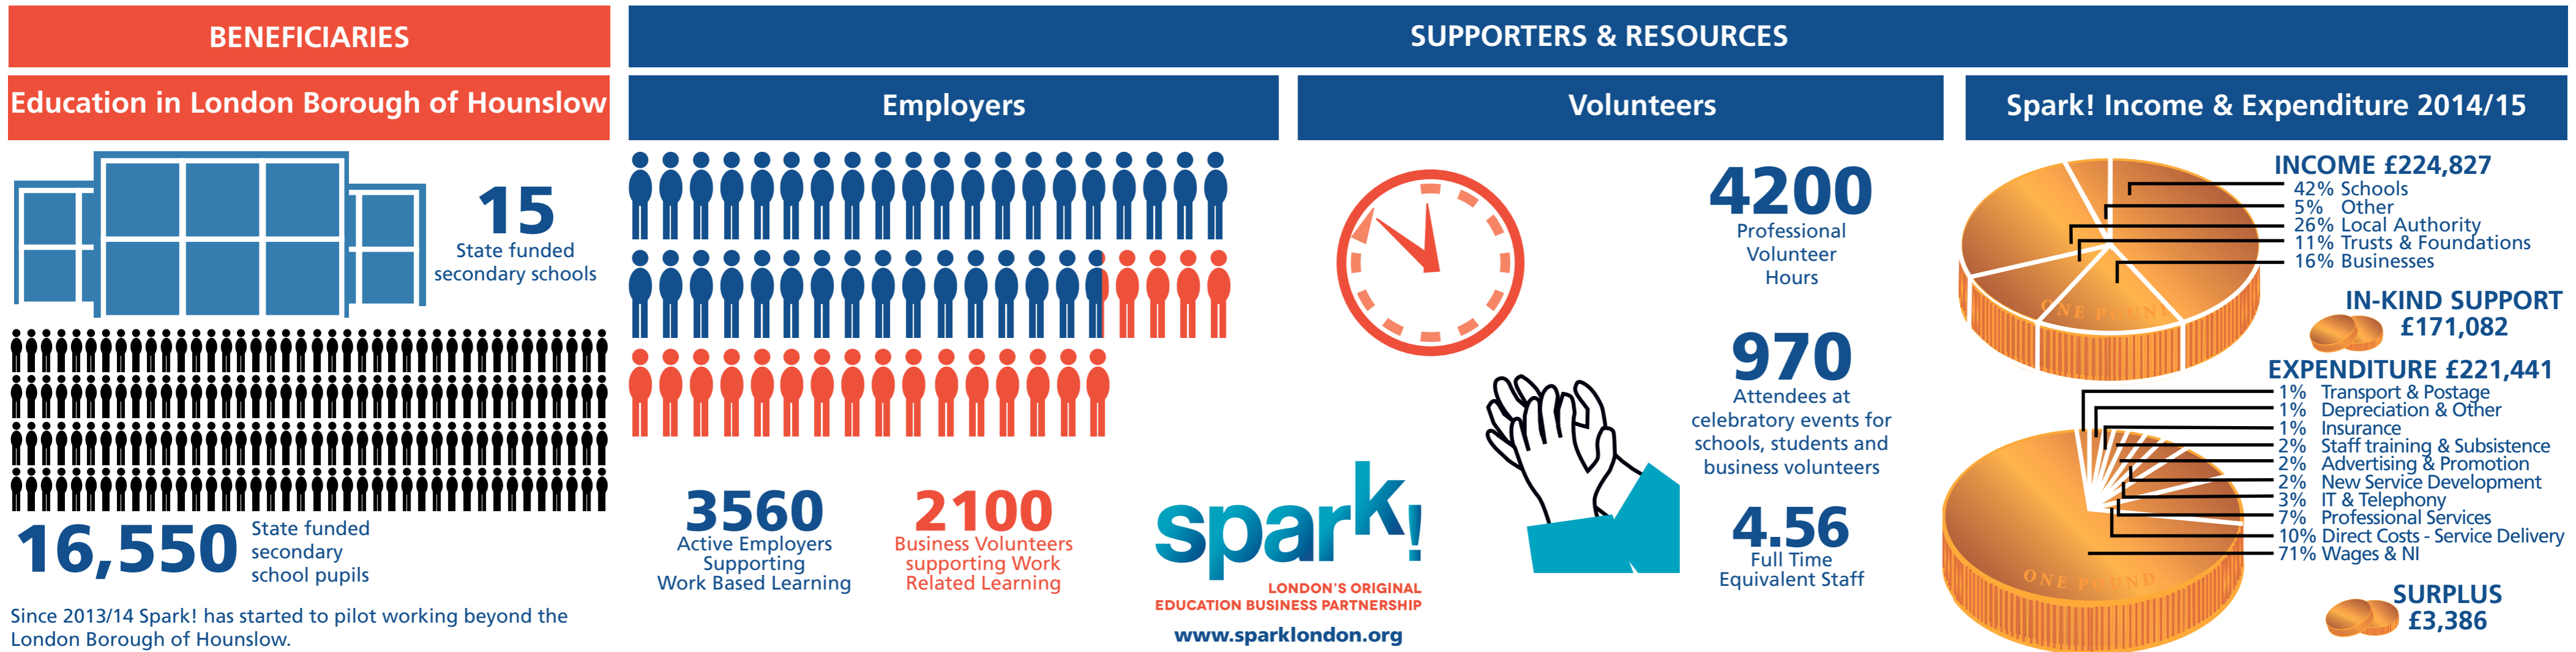 BENEFICIARIES
Education in London Borough of Hounslow
15
State funded
secondary schools
16,550
State funded
secondary
school pupils
Since 2013/14 Spark! has started to pilot working beyond the
London Borough of Hounslow.
SUPPORTERS & RESOURCES
Employers
3560
Active Employers
Supporting
Work Based Learning
2100
Business Volunteers
supporting Work
Related Learning
spark!
LONDON'S ORIGINAL
EDUCATION BUSINESS PARTNERSHIP
www.sparklondon.org
Volunteers
4200
Professional
Volunteer
Hours
970
Attendees at
celebratory events for
schools, students and
business volunteers
4.56
Full Time
Equivalent Staff
Spark! Income & Expenditure 2014/15
INCOME £224,827
42% Schools
5% Other
26% Local Authority
11% Trusts & Foundations
16% Businesses
ONE POUND
IN-KIND SUPPORT
£171,082
EXPENDITURE £221,441
1% Transport & Postage
1% Depreciation & Other
1% Insurance
2% Staff training & Subsistence
2% Advertising & Promotion
2% New Service Development
3% IT & Telephony
7% Professional Services
10% Direct Costs - Service Delivery
71% Wages & NI
ONE POUND
SURPLUS
£3,386